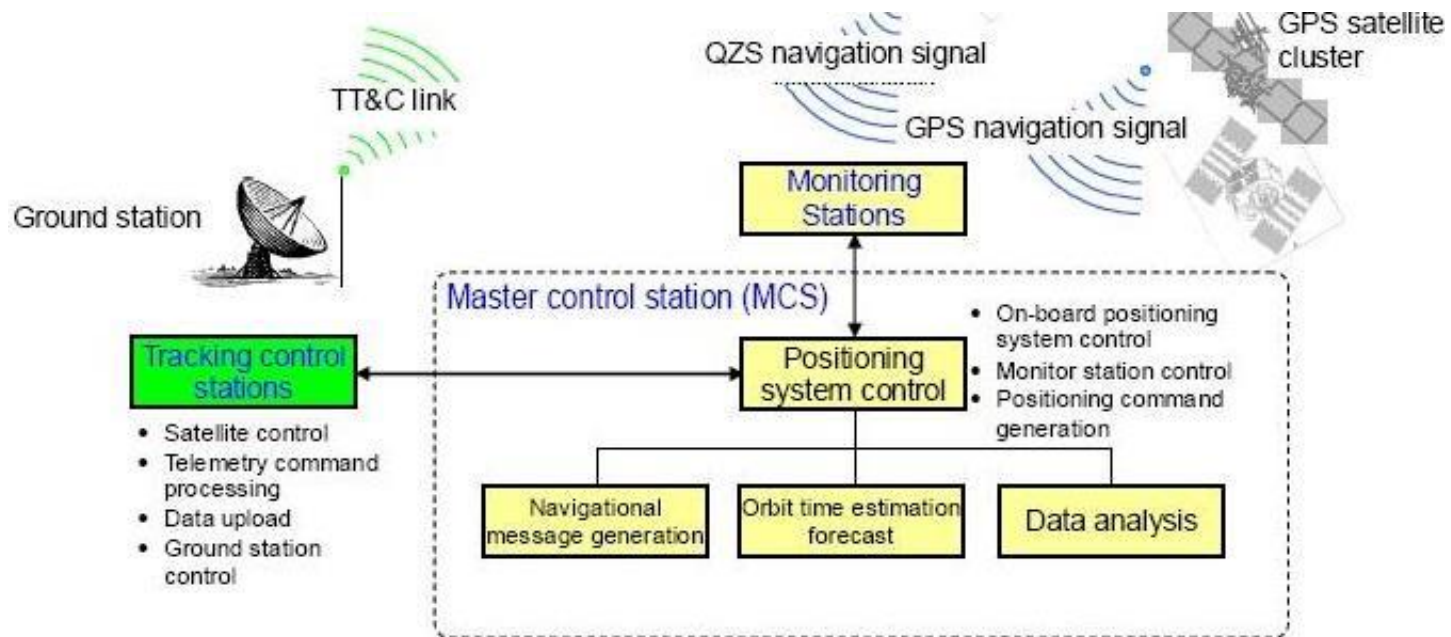 GPS satellite
cluster
QZS navigation signal
TT&C link
GPS navigation signal
Monitoring
Stations
Ground station
Master control station (MCS)
• On-board positioning
system control
• Monitor station control
• Positioning command
generation
Tracking control
stations
Positioning
system control
• Satellite control
• Telemetry command
processing
• Data upload
• Ground station
control
Navigational
message generation
Orbit time estimation
forecast
Data analysis